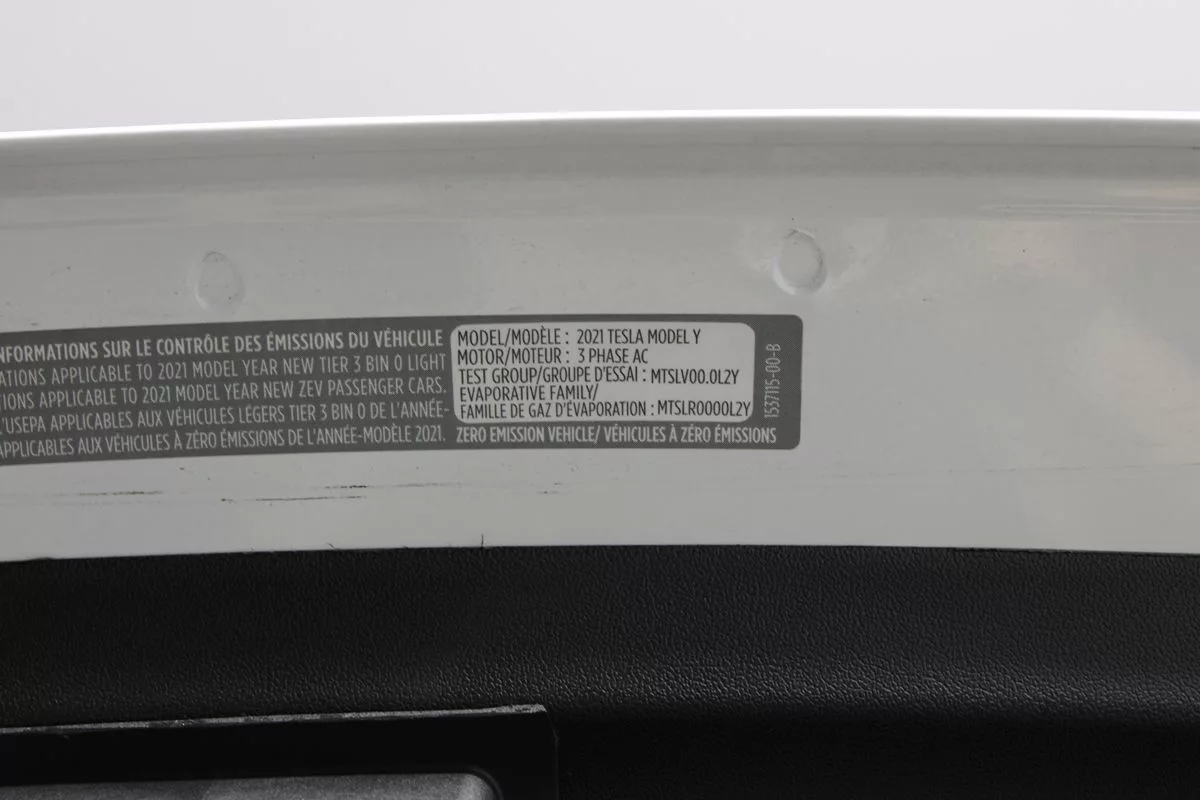 NFORMATIONS SUR LE CONTRÔLE DES ÉMISSIONS DU VÉHICULE
ATIONS APPLICABLE TO 2021 MODEL YEAR NEW TIER 3 BIN 0 LIGHT
TIONS APPLICABLE TO 2021 MODEL YEAR NEW ZEV PASSENGER CARS.
L'USEPA APPLICABLES AUX VÉHICULES LÉGERS TIER 3 BIN 0 DE L'ANNÉE-
APPLICABLES AUX VÉHICULES À ZÉRO ÉMISSIONS DE L'ANNÉE-MODÈLE 2021.
MODEL/MODÈLE : 2021 TESLA MODEL Y
MOTOR/MOTEUR : 3 PHASE AC
TEST GROUP/GROUPE D'ESSAI : MTSLV00.0L2Y
EVAPORATIVE FAMILY/
FAMILLE DE GAZ D'ÉVAPORATION : MTSLR0000L2Y
ZERO EMISSION VEHICLE/ VÉHICULES À ZÉRO ÉMISSIONS
1537115-00-B